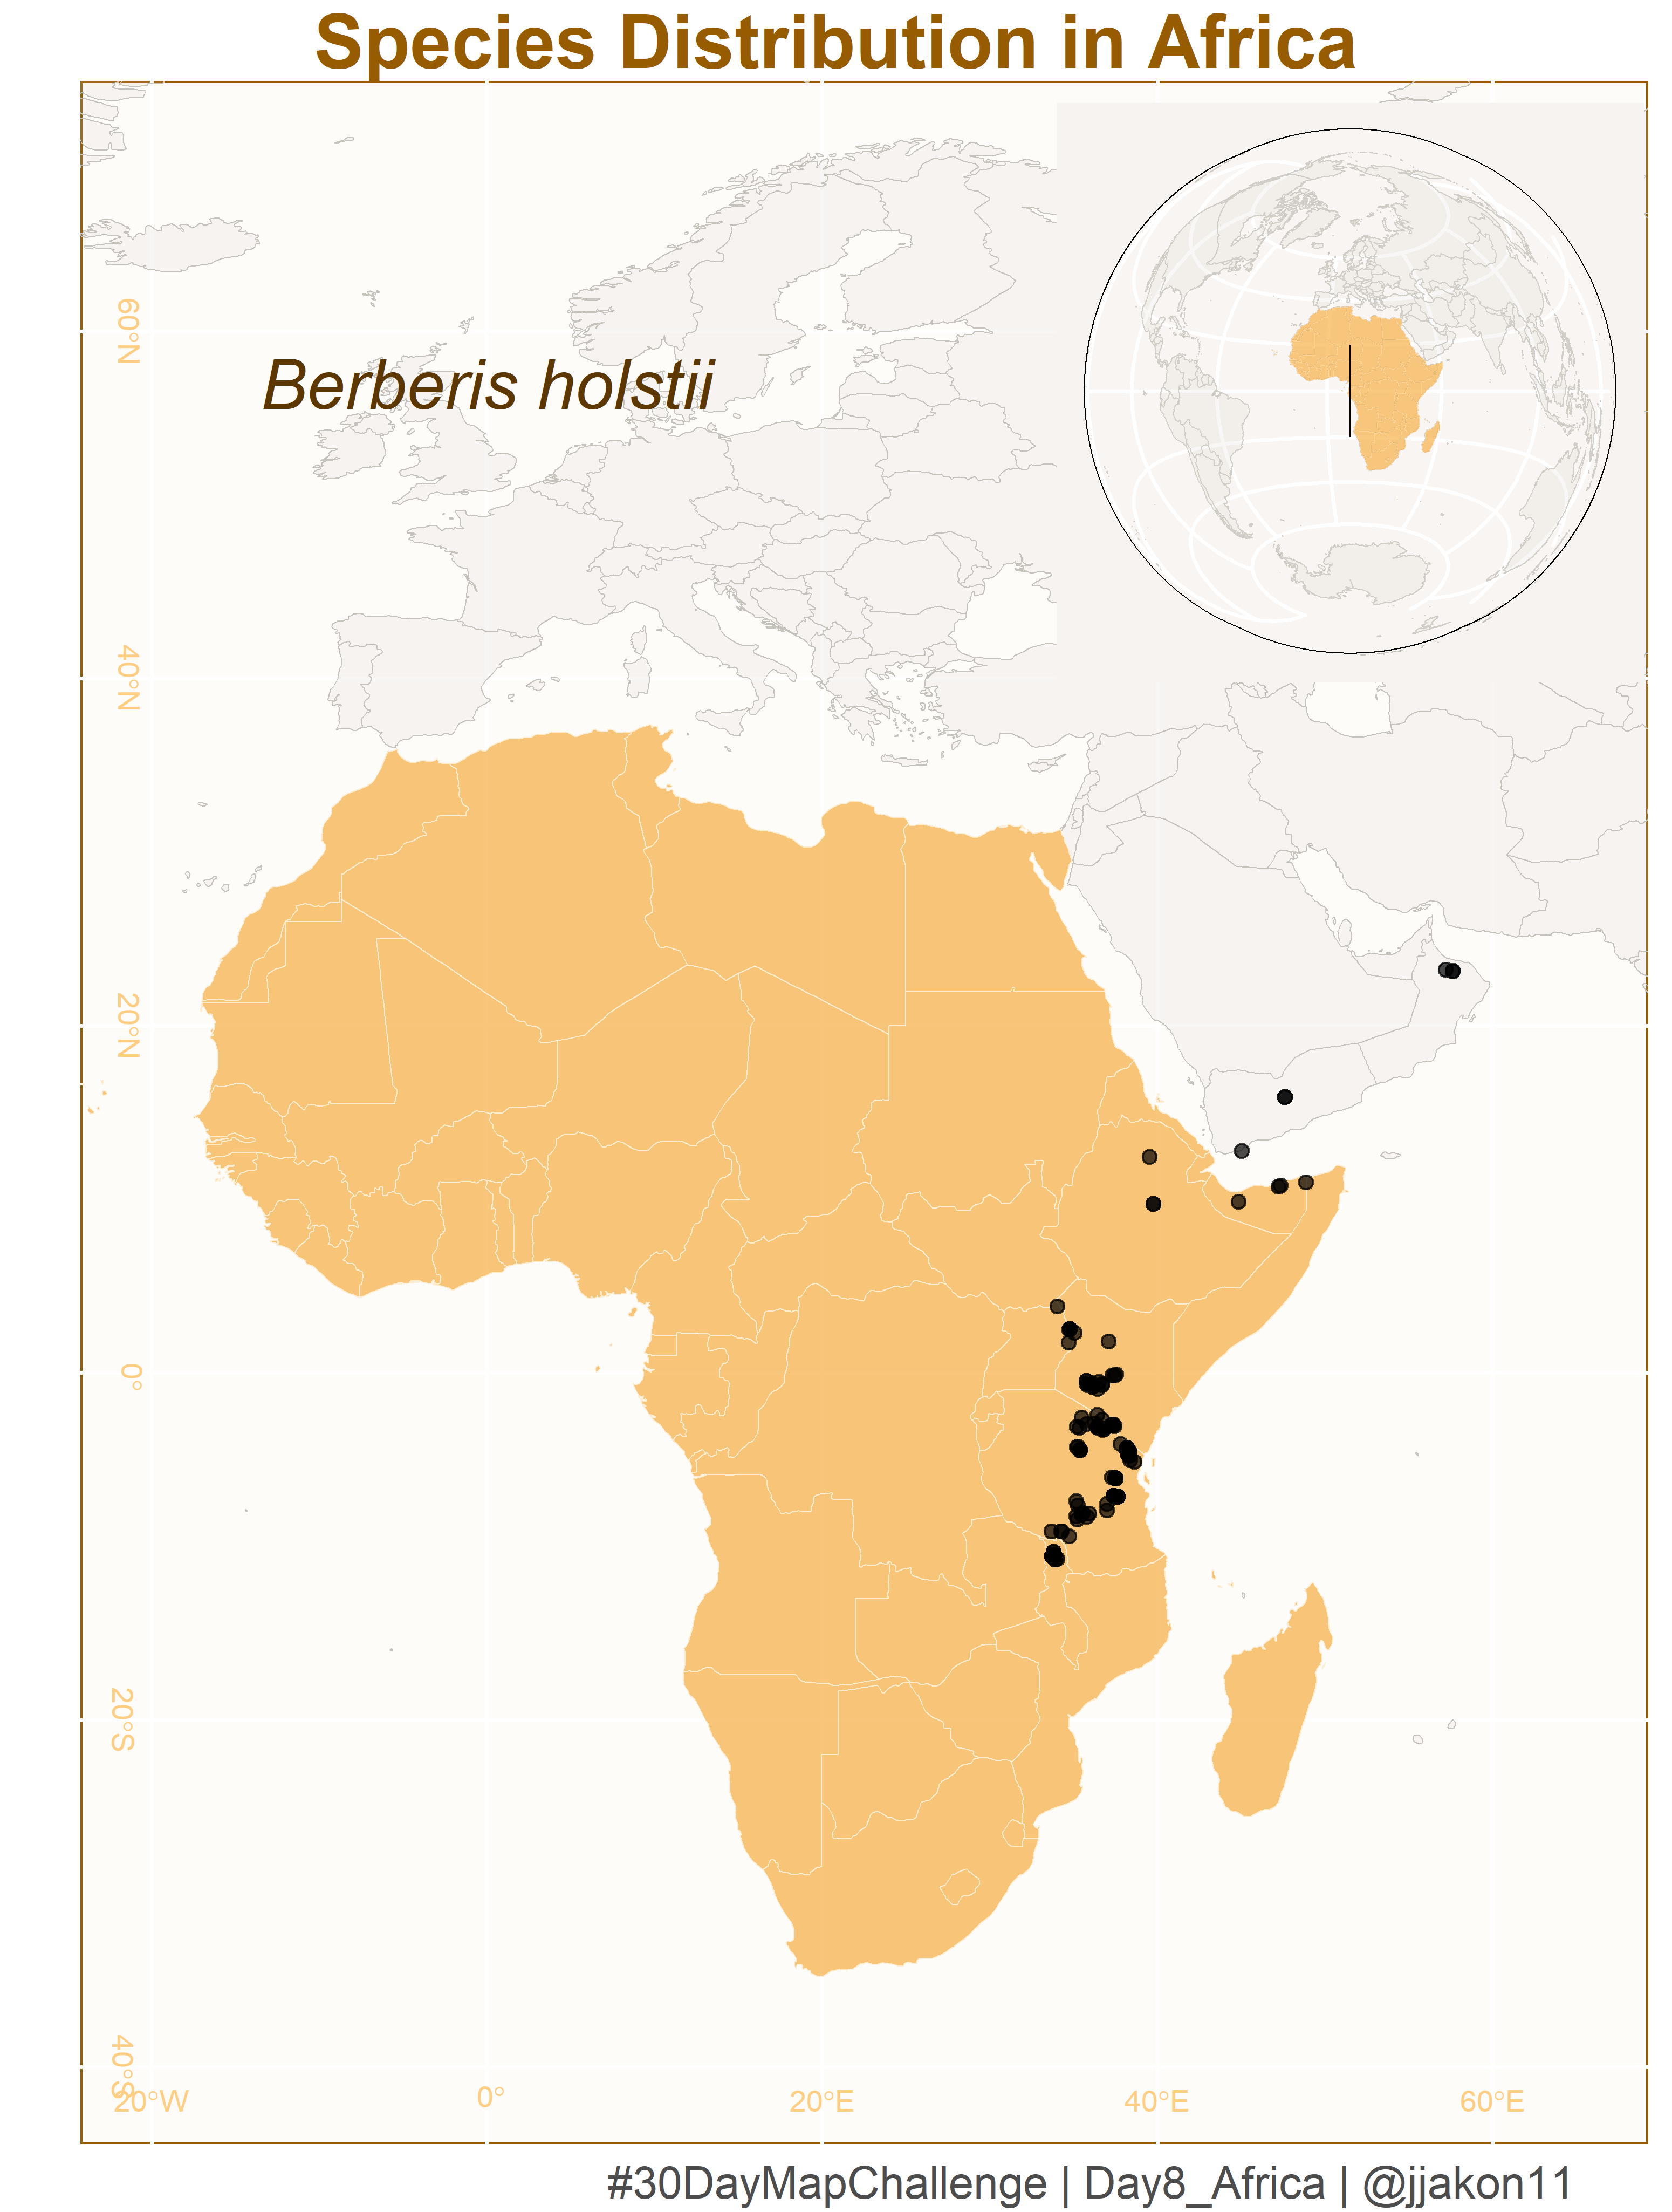 Species Distribution in Africa
60°N
Berberis holstii
40°N
20°N
0°
20°S
40°S
20°W 0° 20°E 40°E 60°E
#30DayMapChallenge | Day8_Africa | @jjakon11